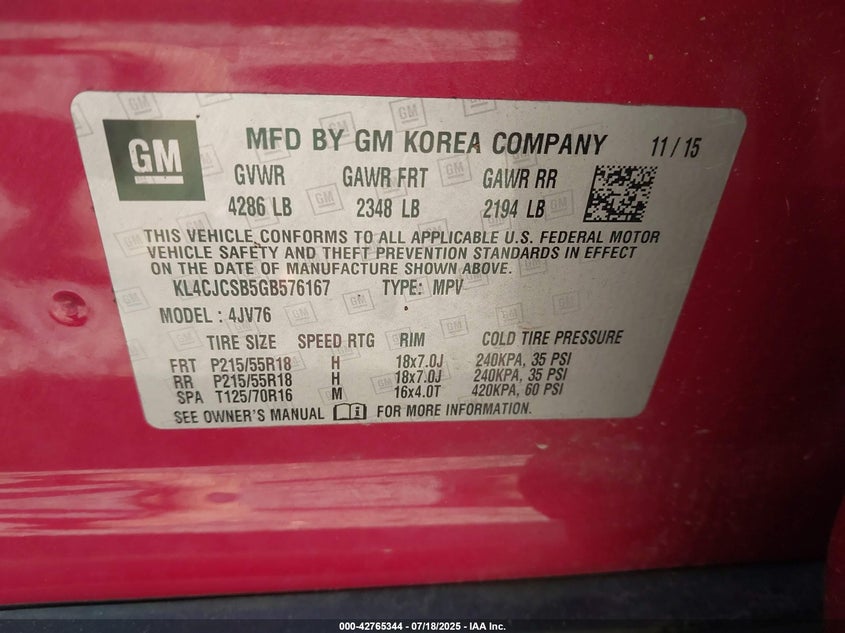 GM
MFD BY GM KOREA COMPANY 11/15
GVWR GAWR FRT GAWR RR
4286 LB 2348 LB 2194 LB
THIS VEHICLE CONFORMS TO ALL APPLICABLE U.S. FEDERAL MOTOR
VEHICLE SAFETY AND THEFT PREVENTION STANDARDS IN EFFECT
ON THE DATE OF MANUFACTURE SHOWN ABOVE.
KL4CJCSB5GB576167 TYPE: MPV
MODEL : 4JV76
TIRE SIZE SPEED RTG RIM COLD TIRE PRESSURE
FRT P215/55R18 H 18x7.0J 240KPA, 35 PSI
RR P215/55R18 H 18x7.0J 240KPA, 35 PSI
SPA T125/70R16 M 16x4.0T 420KPA, 60 PSI
SEE OWNER'S MANUAL FOR MORE INFORMATION.
000-42765344 / 07/18/2025 - IAA Inc.